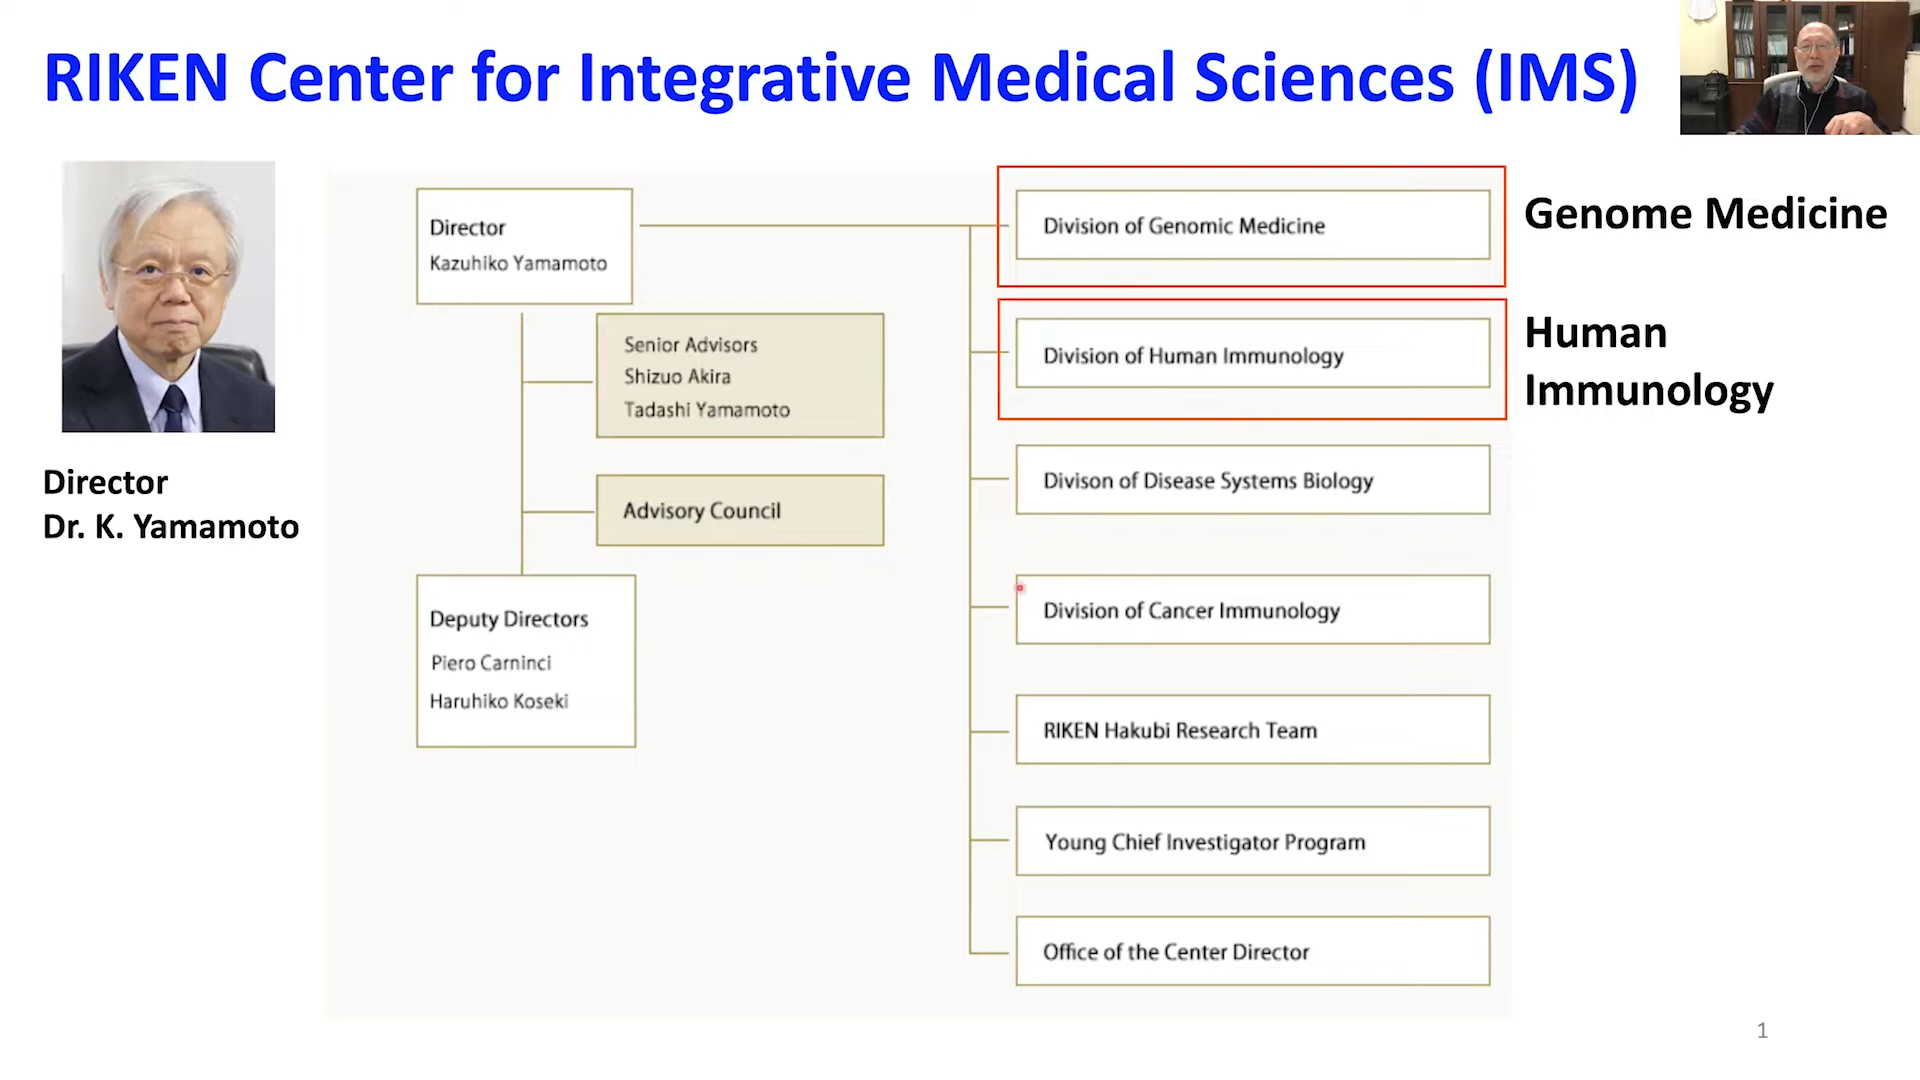 RIKEN Center for Integrative Medical Sciences (IMS)
Director
Dr. K. Yamamoto
Director
Kazuhiko Yamamoto
Senior Advisors
Shizuo Akira
Tadashi Yamamoto
Advisory Council
Deputy Directors
Piero Carninci
Haruhiko Koseki
Division of Genomic Medicine
Division of Human Immunology
Divison of Disease Systems Biology
Division of Cancer Immunology
RIKEN Hakubi Research Team
Young Chief Investigator Program
Office of the Center Director
Genome Medicine
Human
Immunology
1